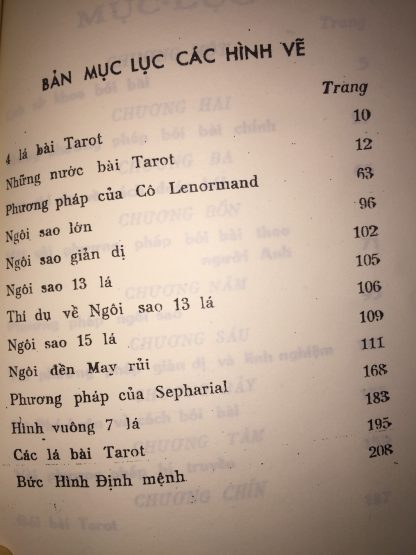 BẢN MỤC LỤC CÁC HÌNH VẼ
Trang
4 lá bài Tarot 10
Những nước bài Tarot 12
Phương pháp của Cô Lenormand 63
Ngôi sao lớn 96
Ngôi sao giản dị 102
Ngôi sao 13 lá 105
Thí dụ về Ngôi sao 13 lá 106
Ngôi sao 15 lá 109
Ngôi đền May rủi 111
Phương pháp của Sepharial 168
Hình vuông 7 lá 183
Các lá bài Tarot 195
Bức Hình Định mệnh 208